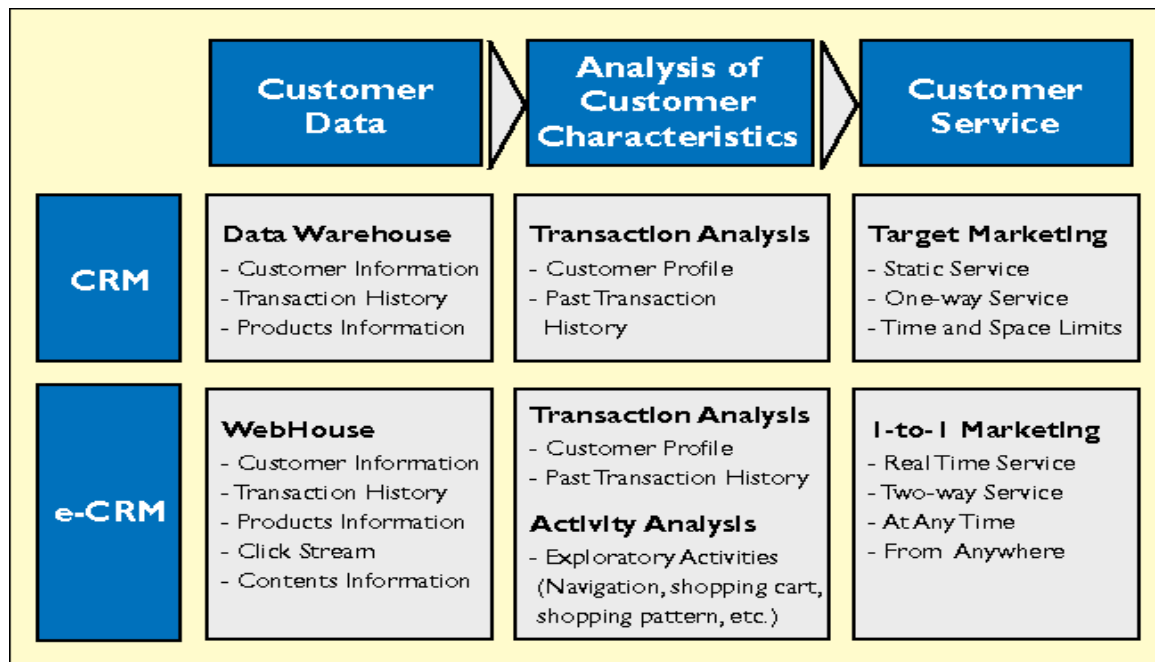 Customer
Data
Analysis of
Customer
Characteristics
Customer
Service
CRM
Data Warehouse
- Customer Information
- Transaction History
- Products Information
Transaction Analysis
- Customer Profile
- Past Transaction
History
Target Marketing
- Static Service
- One-way Service
- Time and Space Limits
e-CRM
WebHouse
- Customer Information
- Transaction History
- Products Information
- Click Stream
- Contents Information
Transaction Analysis
- Customer Profile
- Past Transaction History
Activity Analysis
- Exploratory Activities
(Navigation, shopping cart,
shopping pattern, etc.)
1-to-1 Marketing
- Real Time Service
- Two-way Service
- At Any Time
- From Anywhere